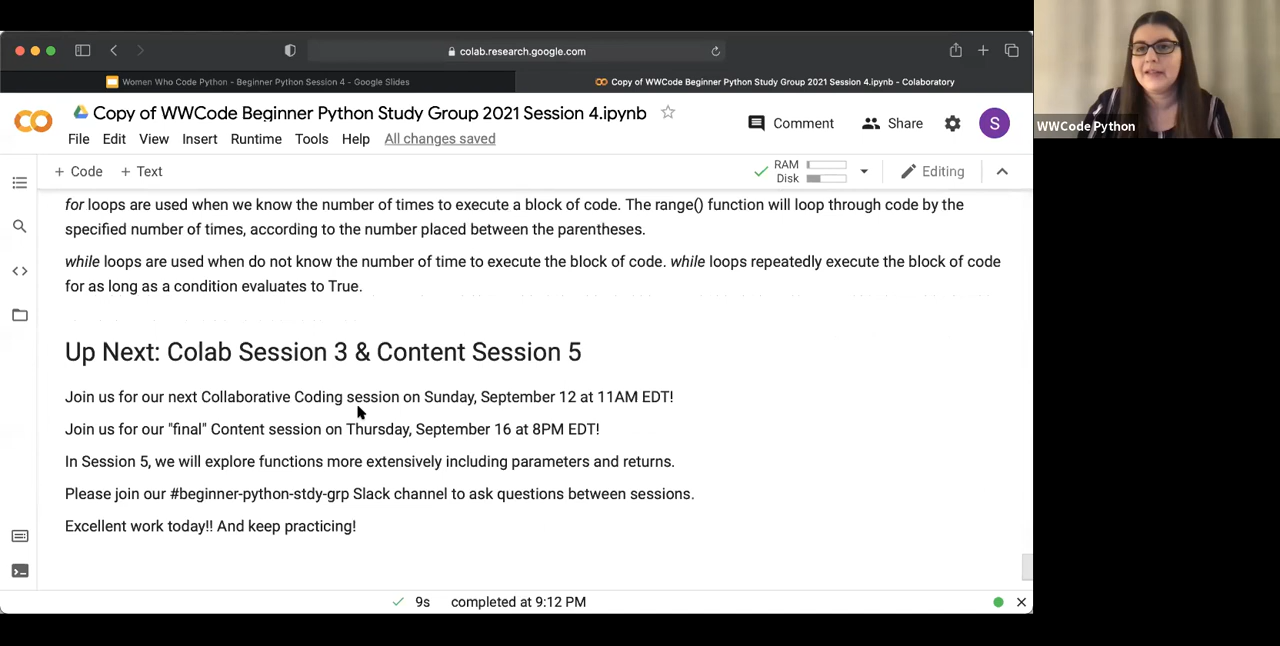 colab.research.google.com
Women Who Code Python - Beginner Python Session 4 - Google Slides
Copy of WWCode Beginner Python Study Group 2021 Session 4.ipynb - Colaboratory
Copy of WWCode Beginner Python Study Group 2021 Session 4.ipynb
Comment
Share
S
File Edit View Insert Runtime Tools Help All changes saved
+ Code + Text
RAM
Disk
Editing
for loops are used when we know the number of times to execute a block of code. The range() function will loop through code by the
specified number of times, according to the number placed between the parentheses.
while loops are used when do not know the number of time to execute the block of code. while loops repeatedly execute the block of code
for as long as a condition evaluates to True.
Up Next: Colab Session 3 & Content Session 5
Join us for our next Collaborative Coding session on Sunday, September 12 at 11AM EDT!
Join us for our "final" Content session on Thursday, September 16 at 8PM EDT!
In Session 5, we will explore functions more extensively including parameters and returns.
Please join our #beginner-python-stdy-grp Slack channel to ask questions between sessions.
Excellent work today!! And keep practicing!
9s completed at 9:12 PM
WWCode Python